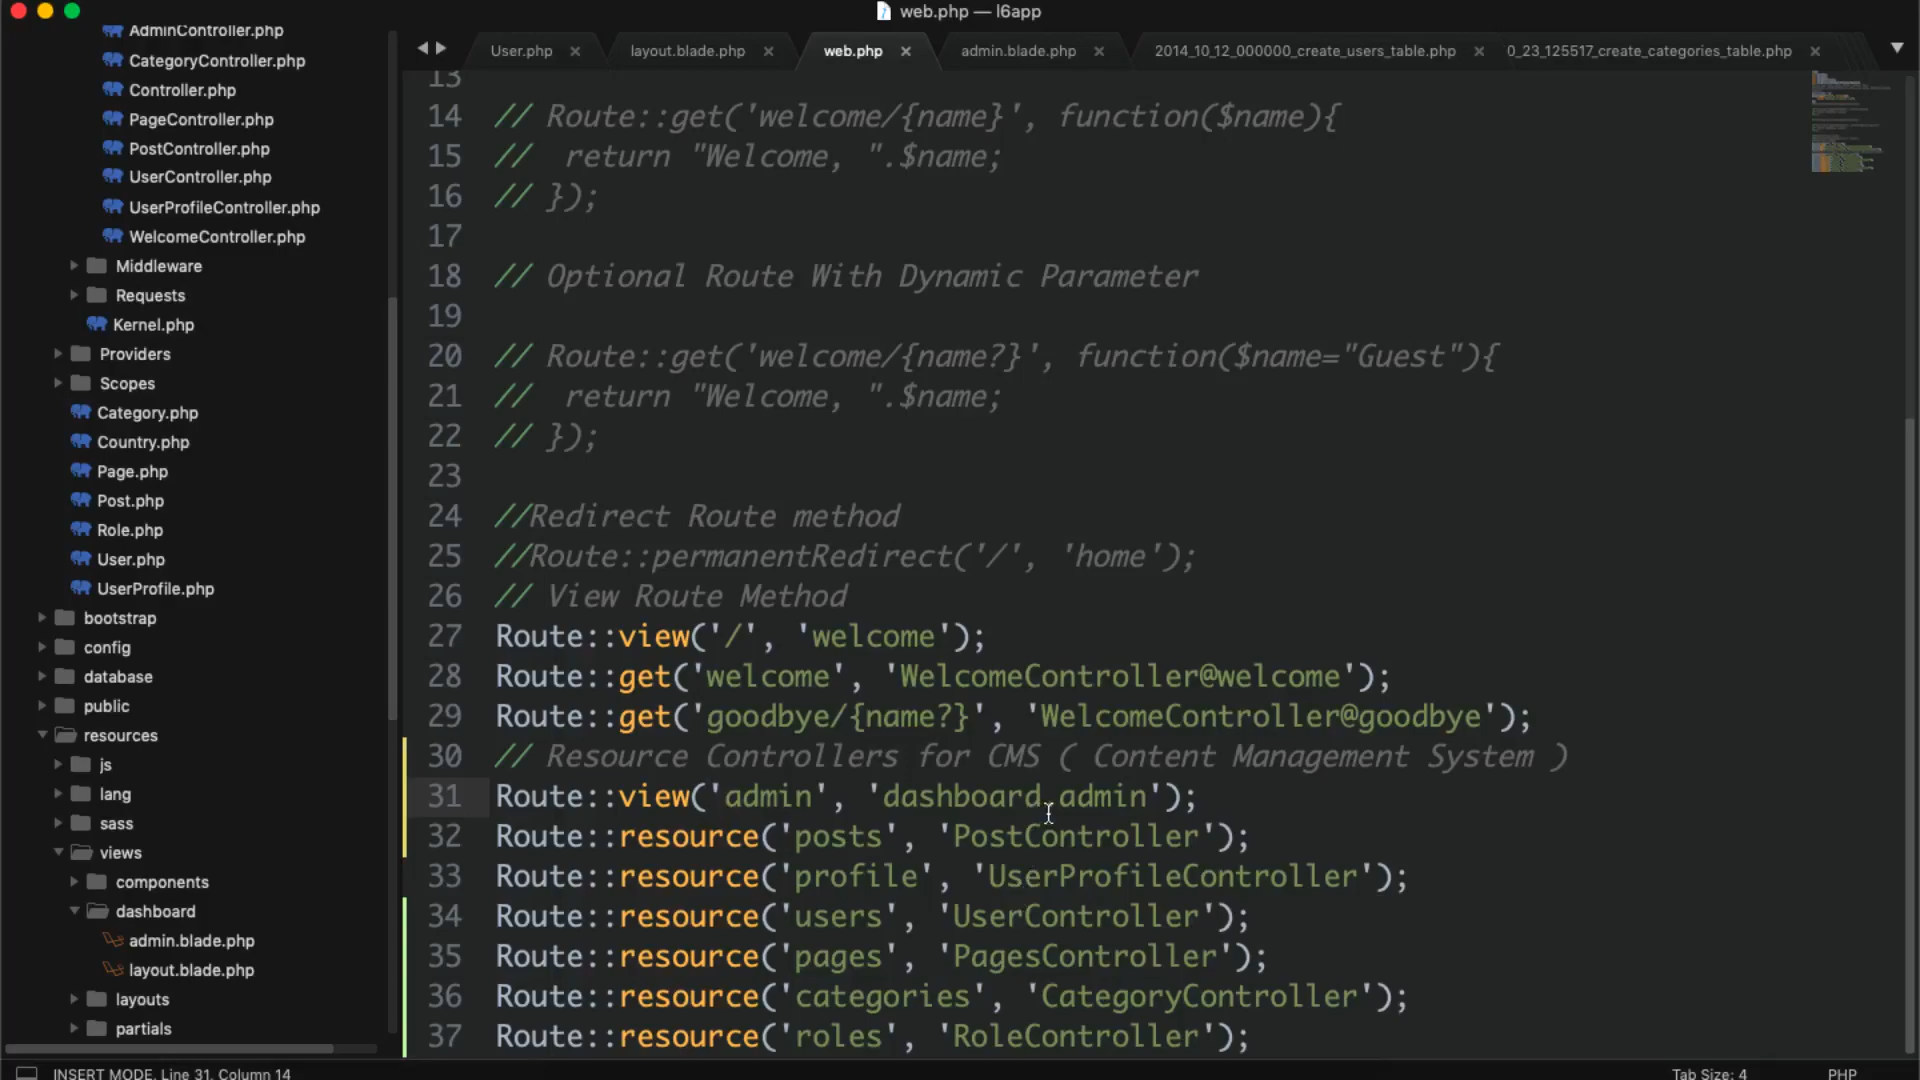 web.php — l6app
User.php
layout.blade.php
web.php
admin.blade.php
2014_10_12_000000_create_users_table.php
0_23_125517_create_categories_table.php
AdminController.php
CategoryController.php
Controller.php
PageController.php
PostController.php
UserController.php
UserProfileController.php
WelcomeController.php
Middleware
Requests
Kernel.php
Providers
Scopes
Category.php
Country.php
Page.php
Post.php
Role.php
User.php
UserProfile.php
bootstrap
config
database
public
resources
js
lang
sass
views
components
dashboard
admin.blade.php
layout.blade.php
layouts
partials
13
14 // Route::get('welcome/{name}', function($name){
15 //  return "Welcome, ".$name;
16 // });
17
18 // Optional Route With Dynamic Parameter
19
20 // Route::get('welcome/{name?}', function($name="Guest"){
21 //  return "Welcome, ".$name;
22 // });
23
24 //Redirect Route method
25 //Route::permanentRedirect('/', 'home');
26 // View Route Method
27 Route::view('/', 'welcome');
28 Route::get('welcome', 'WelcomeController@welcome');
29 Route::get('goodbye/{name?}', 'WelcomeController@goodbye');
30 // Resource Controllers for CMS ( Content Management System )
31 Route::view('admin', 'dashboard.admin');
32 Route::resource('posts', 'PostController');
33 Route::resource('profile', 'UserProfileController');
34 Route::resource('users', 'UserController');
35 Route::resource('pages', 'PagesController');
36 Route::resource('categories', 'CategoryController');
37 Route::resource('roles', 'RoleController');
INSERT MODE, Line 31, Column 14
Tab Size: 4
PHP